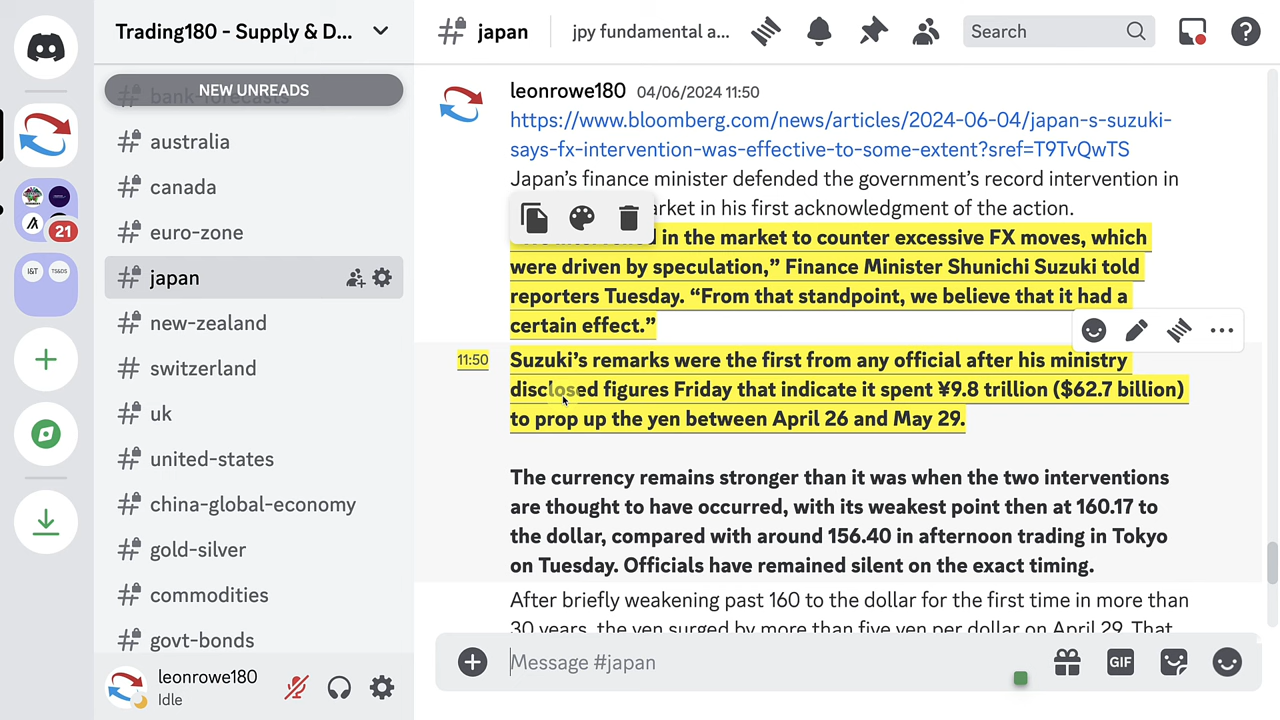 Trading180 - Supply & D...
NEW UNREADS
bank-forecasts
australia
canada
euro-zone
japan
new-zealand
switzerland
uk
united-states
china-global-economy
gold-silver
commodities
govt-bonds
leonrowe180
Idle
21
I&T
TS&DS
japan
jpy fundamental a...
Search
leonrowe180 04/06/2024 11:50
https://www.bloomberg.com/news/articles/2024-06-04/japan-s-suzuki-
says-fx-intervention-was-effective-to-some-extent?sref=T9TvQwTS
Japan’s finance minister defended the government’s record intervention in
arket in his first acknowledgment of the action.
in the market to counter excessive FX moves, which
were driven by speculation,” Finance Minister Shunichi Suzuki told
reporters Tuesday. “From that standpoint, we believe that it had a
certain effect.”
11:50 Suzuki’s remarks were the first from any official after his ministry
disclosed figures Friday that indicate it spent ¥9.8 trillion ($62.7 billion)
to prop up the yen between April 26 and May 29.
The currency remains stronger than it was when the two interventions
are thought to have occurred, with its weakest point then at 160.17 to
the dollar, compared with around 156.40 in afternoon trading in Tokyo
on Tuesday. Officials have remained silent on the exact timing.
After briefly weakening past 160 to the dollar for the first time in more than
30 years, the yen surged by more than five yen per dollar on April 29. That
Message #japan
GIF